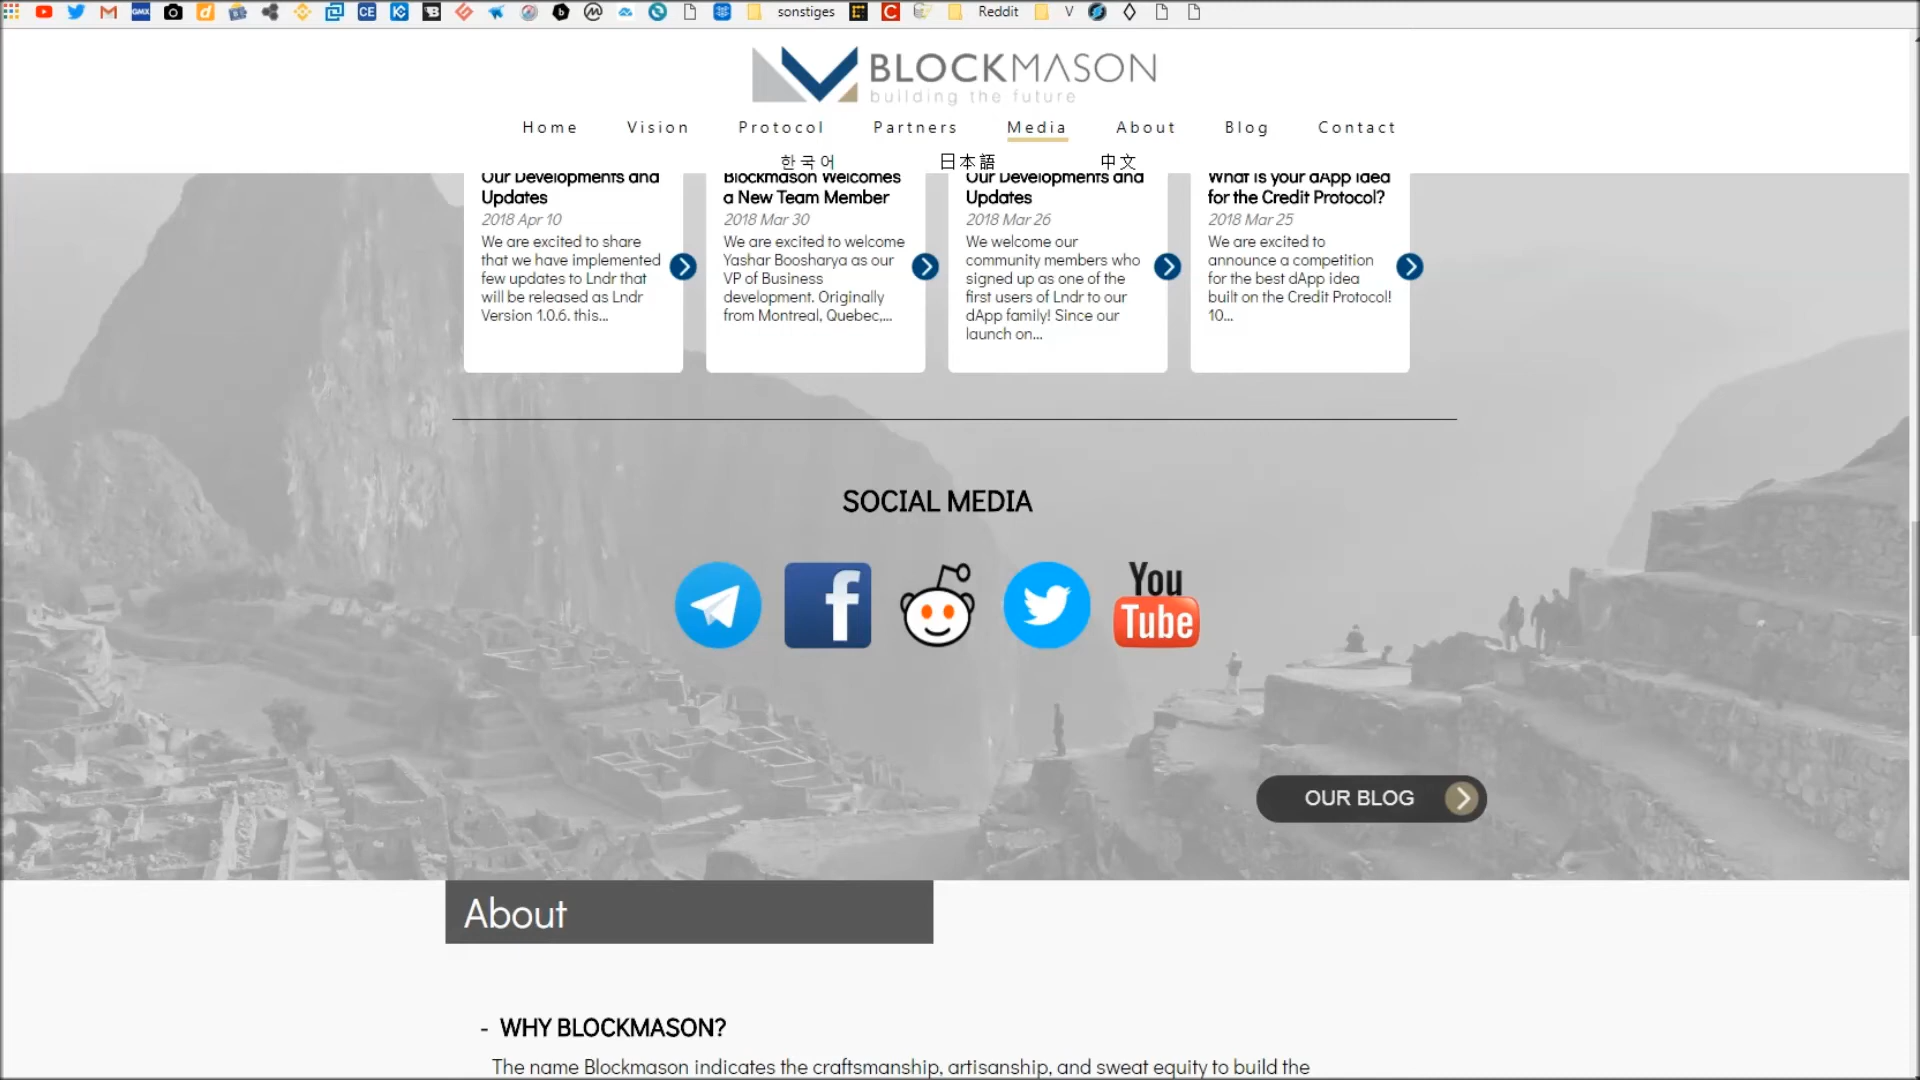 GMX
CE
sonstiges
Reddit
V
BLOCKMASON
building the future
Home Vision Protocol Partners Media About Blog Contact
한국어 日本語 中文
Our Developments and
Updates
2018 Apr 10
We are excited to share
that we have implemented
few updates to Lndr that
will be released as Lndr
Version 1.0.6. this...
Blockmason Welcomes
a New Team Member
2018 Mar 30
We are excited to welcome
Yashar Boosharya as our
VP of Business
development. Originally
from Montreal, Quebec,...
Our Developments and
Updates
2018 Mar 26
We welcome our
community members who
signed up as one of the
first users of Lndr to our
dApp family! Since our
launch on...
What is your dApp idea
for the Credit Protocol?
2018 Mar 25
We are excited to
announce a competition
for the best dApp idea
built on the Credit Protocol!
10...
SOCIAL MEDIA
f
You
Tube
OUR BLOG
About
- WHY BLOCKMASON?
The name Blockmason indicates the craftsmanship, artisanship, and sweat equity to build the